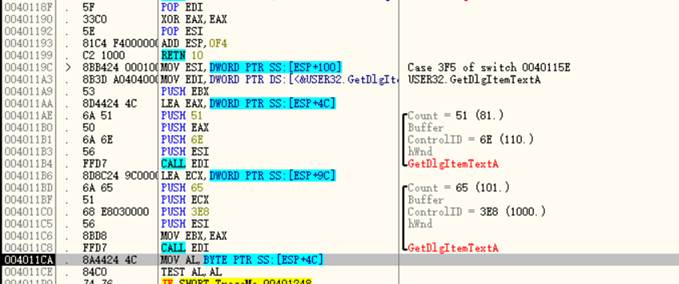 0040118F . 5F POP EDI
00401190 . 33C0 XOR EAX,EAX
00401192 . 5E POP ESI
00401193 . 81C4 F4000000 ADD ESP,0F4
00401199 . C2 1000 RETN 10
0040119C > 8BB424 000100 MOV ESI,DWORD PTR SS:[ESP+100] Case 3F5 of switch 0040115E
004011A3 . 8B3D A0404000 MOV EDI,DWORD PTR DS:[<&USER32.GetDlgIt USER32.GetDlgItemTextA
004011A9 . 53 PUSH EBX
004011AA . 8D4424 4C LEA EAX,DWORD PTR SS:[ESP+4C]
004011AE . 6A 51 PUSH 51 Count = 51 (81.)
004011B0 . 50 PUSH EAX Buffer
004011B1 . 6A 6E PUSH 6E ControlID = 6E (110.)
004011B3 . 56 PUSH ESI hWnd
004011B4 . FFD7 CALL EDI GetDlgItemTextA
004011B6 . 8D8C24 9C0000 LEA ECX,DWORD PTR SS:[ESP+9C]
004011BD . 6A 65 PUSH 65 Count = 65 (101.)
004011BF . 51 PUSH ECX Buffer
004011C0 . 68 E8030000 PUSH 3E8 ControlID = 3E8 (1000.)
004011C5 . 56 PUSH ESI hWnd
004011C6 . 8BD8 MOV EBX,EAX
004011C8 . FFD7 CALL EDI GetDlgItemTextA
004011CA . 8A4424 4C MOV AL,BYTE PTR SS:[ESP+4C]
004011CE . 84C0 TEST AL,AL